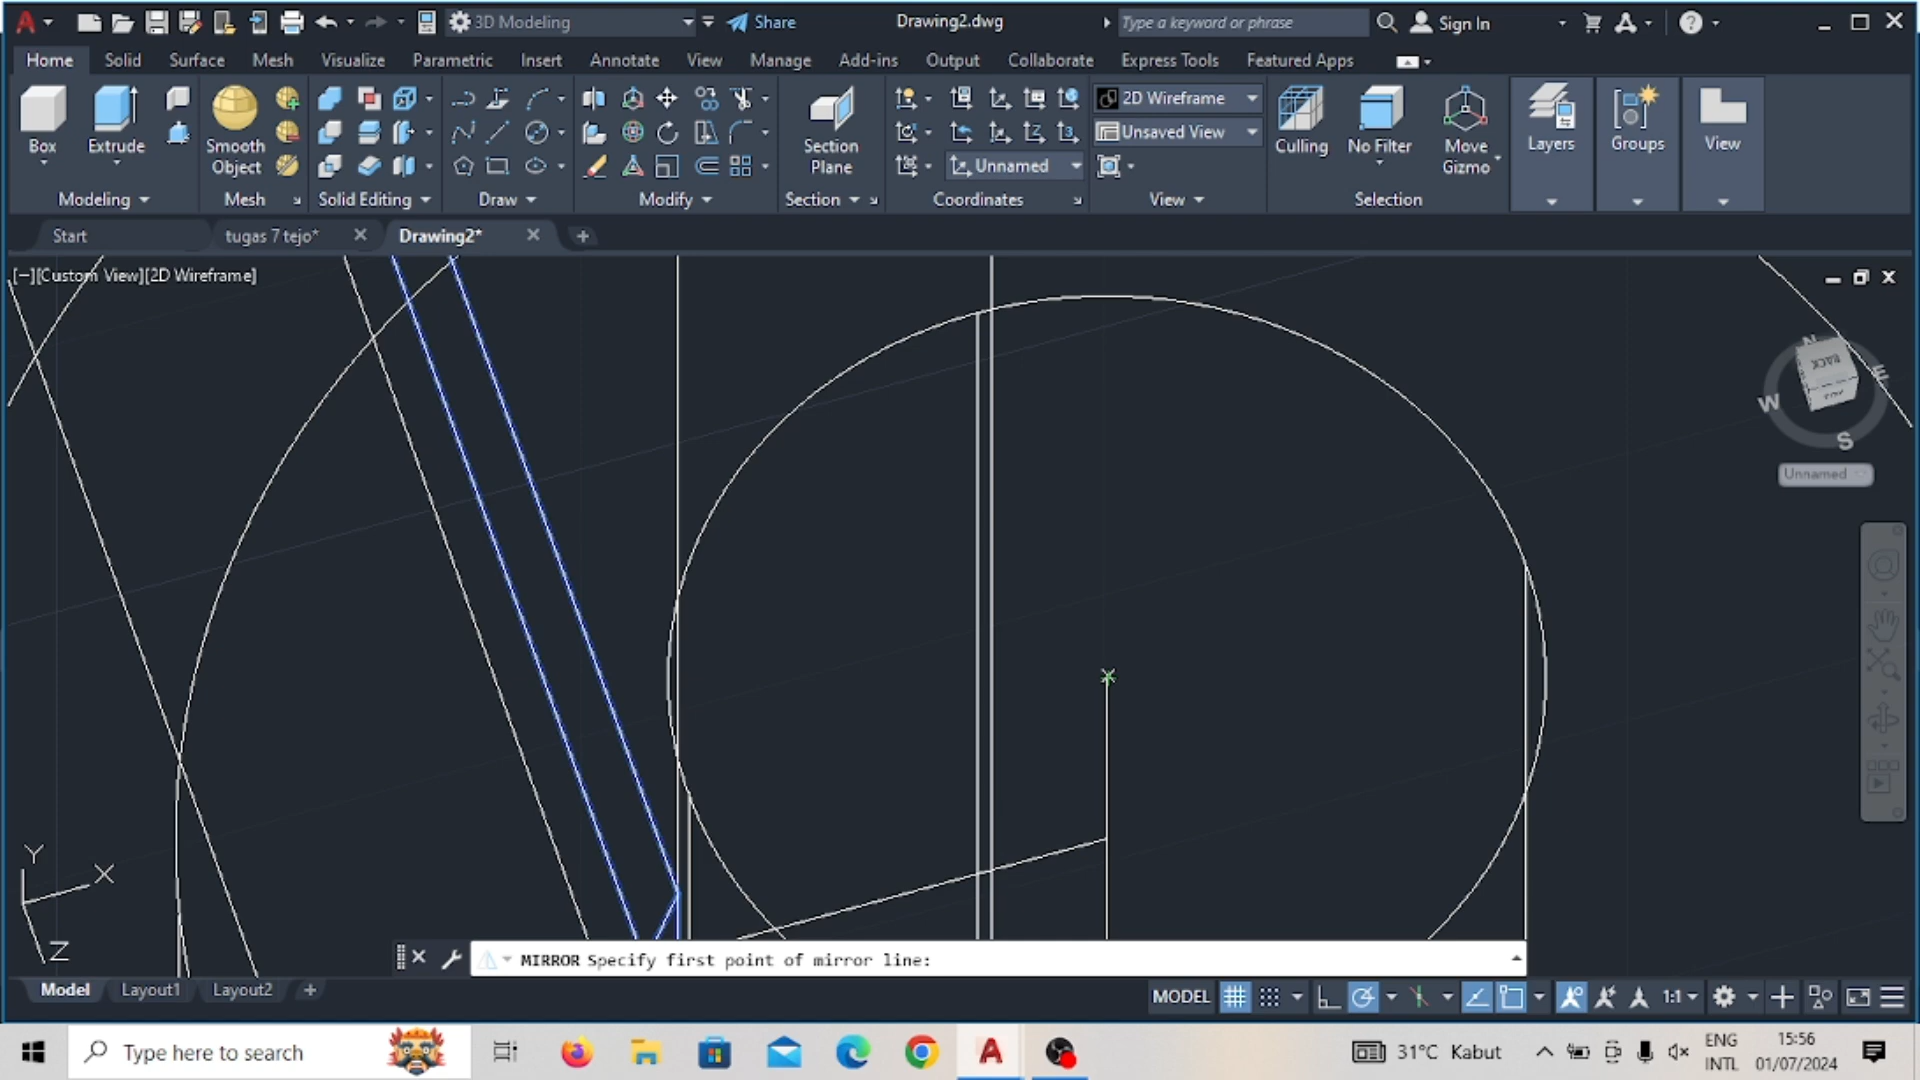 3D Modeling
Share
Drawing2.dwg
Type a keyword or phrase
Sign In
Home Solid Surface Mesh Visualize Parametric Insert Annotate View Manage Add-ins Output Collaborate Express Tools Featured Apps
Box
Extrude
Smooth
Object
Section
Plane
2D Wireframe
Unsaved View
Unnamed
Culling
No Filter
Move
Gizmo
Layers
Groups
View
Modeling
Mesh
Solid Editing
Draw
Modify
Section
Coordinates
View
Selection
Start
tugas 7 tejo*
Drawing2*
[−][Custom View][2D Wireframe]
N
BACK
E
W
S
Unnamed
Y
X
Z
MIRROR Specify first point of mirror line:
Model
Layout1
Layout2
MODEL
1:1
Type here to search
31°C Kabut
ENG
INTL
15:56
01/07/2024